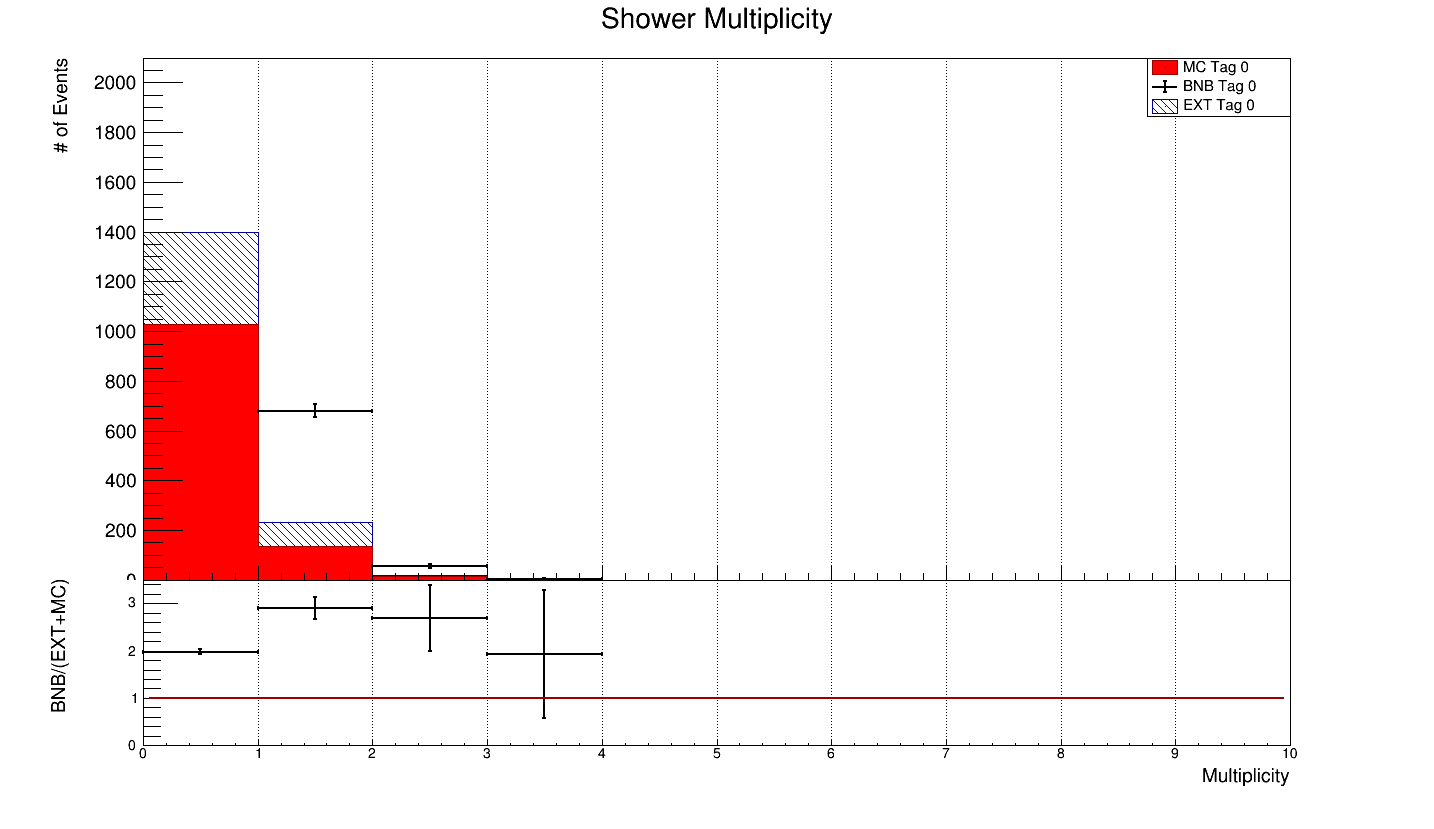 Shower Multiplicity
# of Events
2000
1800
1600
1400
1200
1000
800
600
400
200
0
MC Tag 0
BNB Tag 0
EXT Tag 0
BNB/(EXT+MC)
3
2
1
0
0 1 2 3 4 5 6 7 8 9 10
Multiplicity